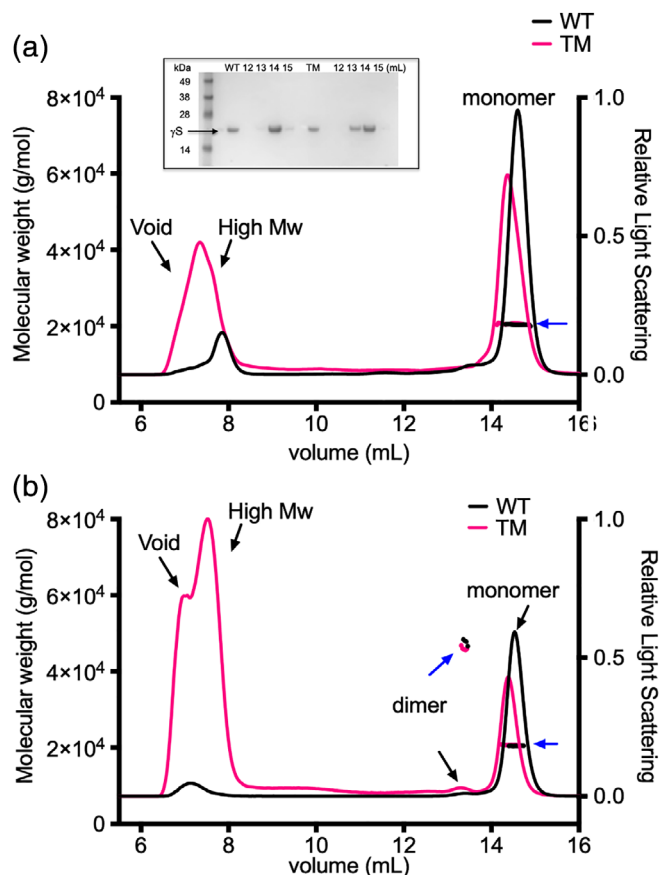 (a)
WT
TM
kDa WT 12 13 14 15 TM 12 13 14 15 (mL)
49
38
28
γS
14
monomer
Void
High Mw
Molecular weight (g/mol)
8×10⁴
6×10⁴
4×10⁴
2×10⁴
0
Relative Light Scattering
1.0
0.5
0.0
6 8 10 12 14 16
volume (mL)
(b)
WT
TM
High Mw
Void
monomer
dimer
Molecular weight (g/mol)
8×10⁴
6×10⁴
4×10⁴
2×10⁴
0
Relative Light Scattering
1.0
0.5
0.0
6 8 10 12 14 16
volume (mL)